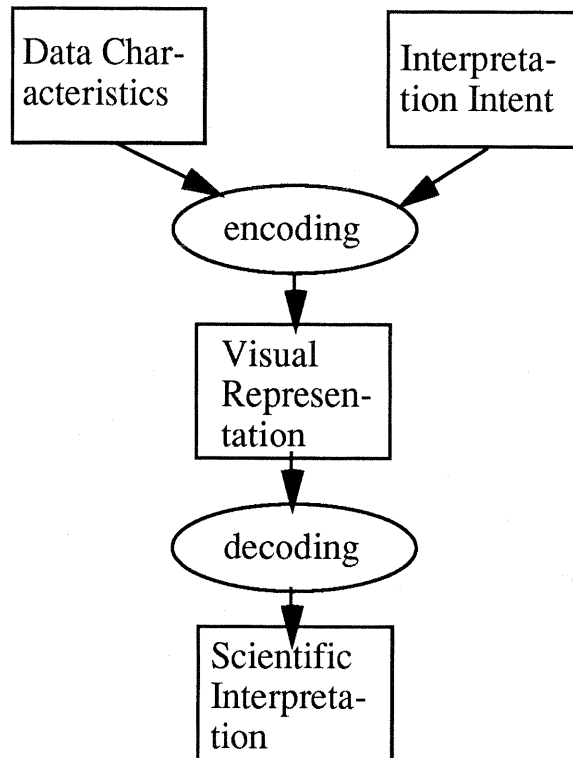 Data Char-
acteristics
Interpreta-
tion Intent
encoding
Visual
Represen-
tation
decoding
Scientific
Interpreta-
tion